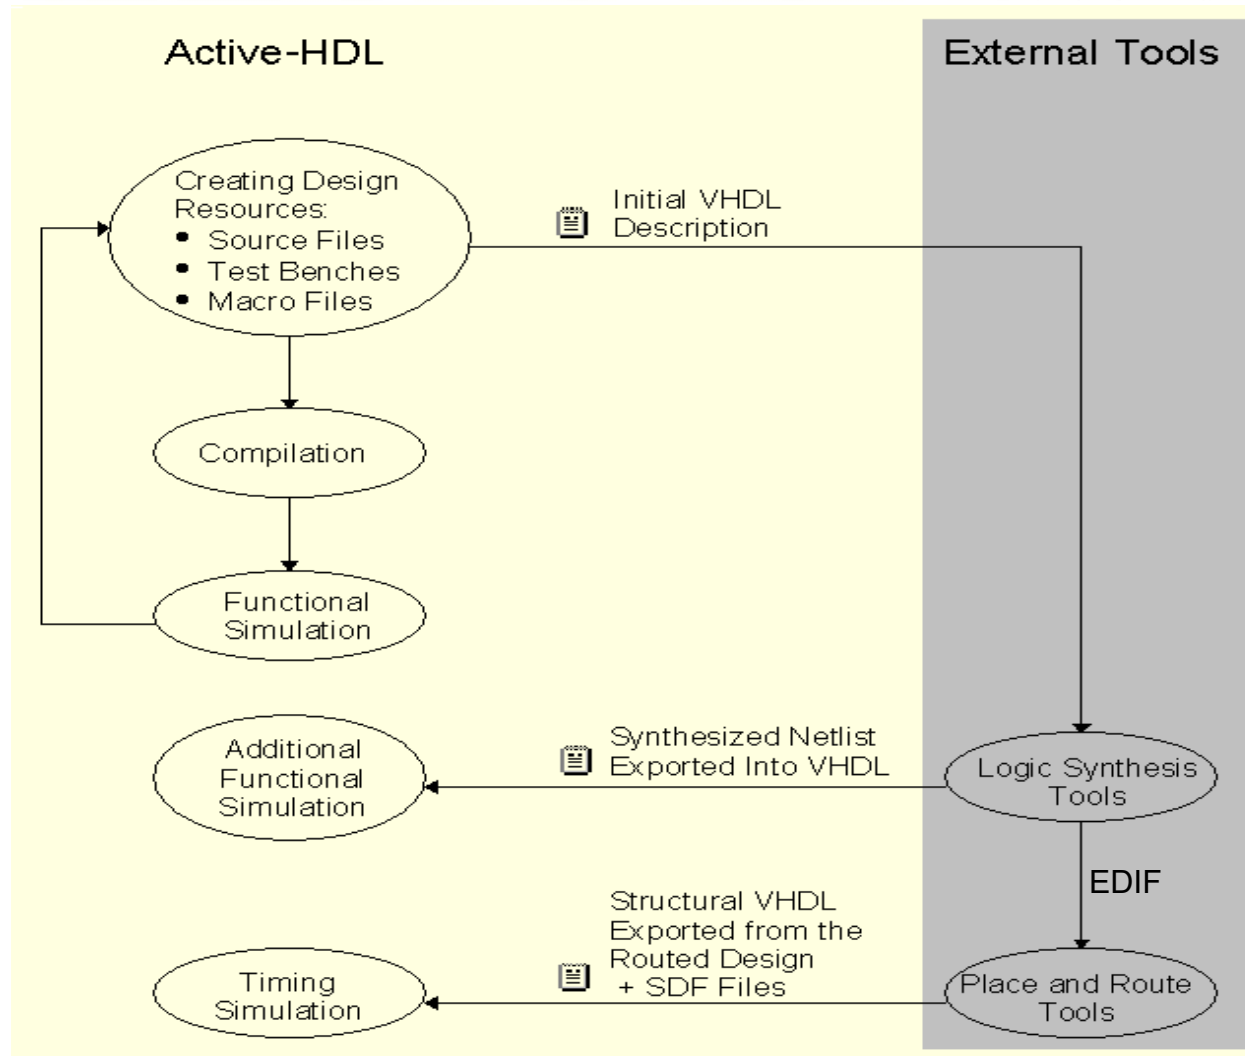 Active-HDL
External Tools
Creating Design
Resources:
• Source Files
• Test Benches
• Macro Files
Initial VHDL
Description
Compilation
Functional
Simulation
Additional
Functional
Simulation
Synthesized Netlist
Exported Into VHDL
Logic Synthesis
Tools
EDIF
Structural VHDL
Exported from the
Routed Design
+ SDF Files
Timing
Simulation
Place and Route
Tools